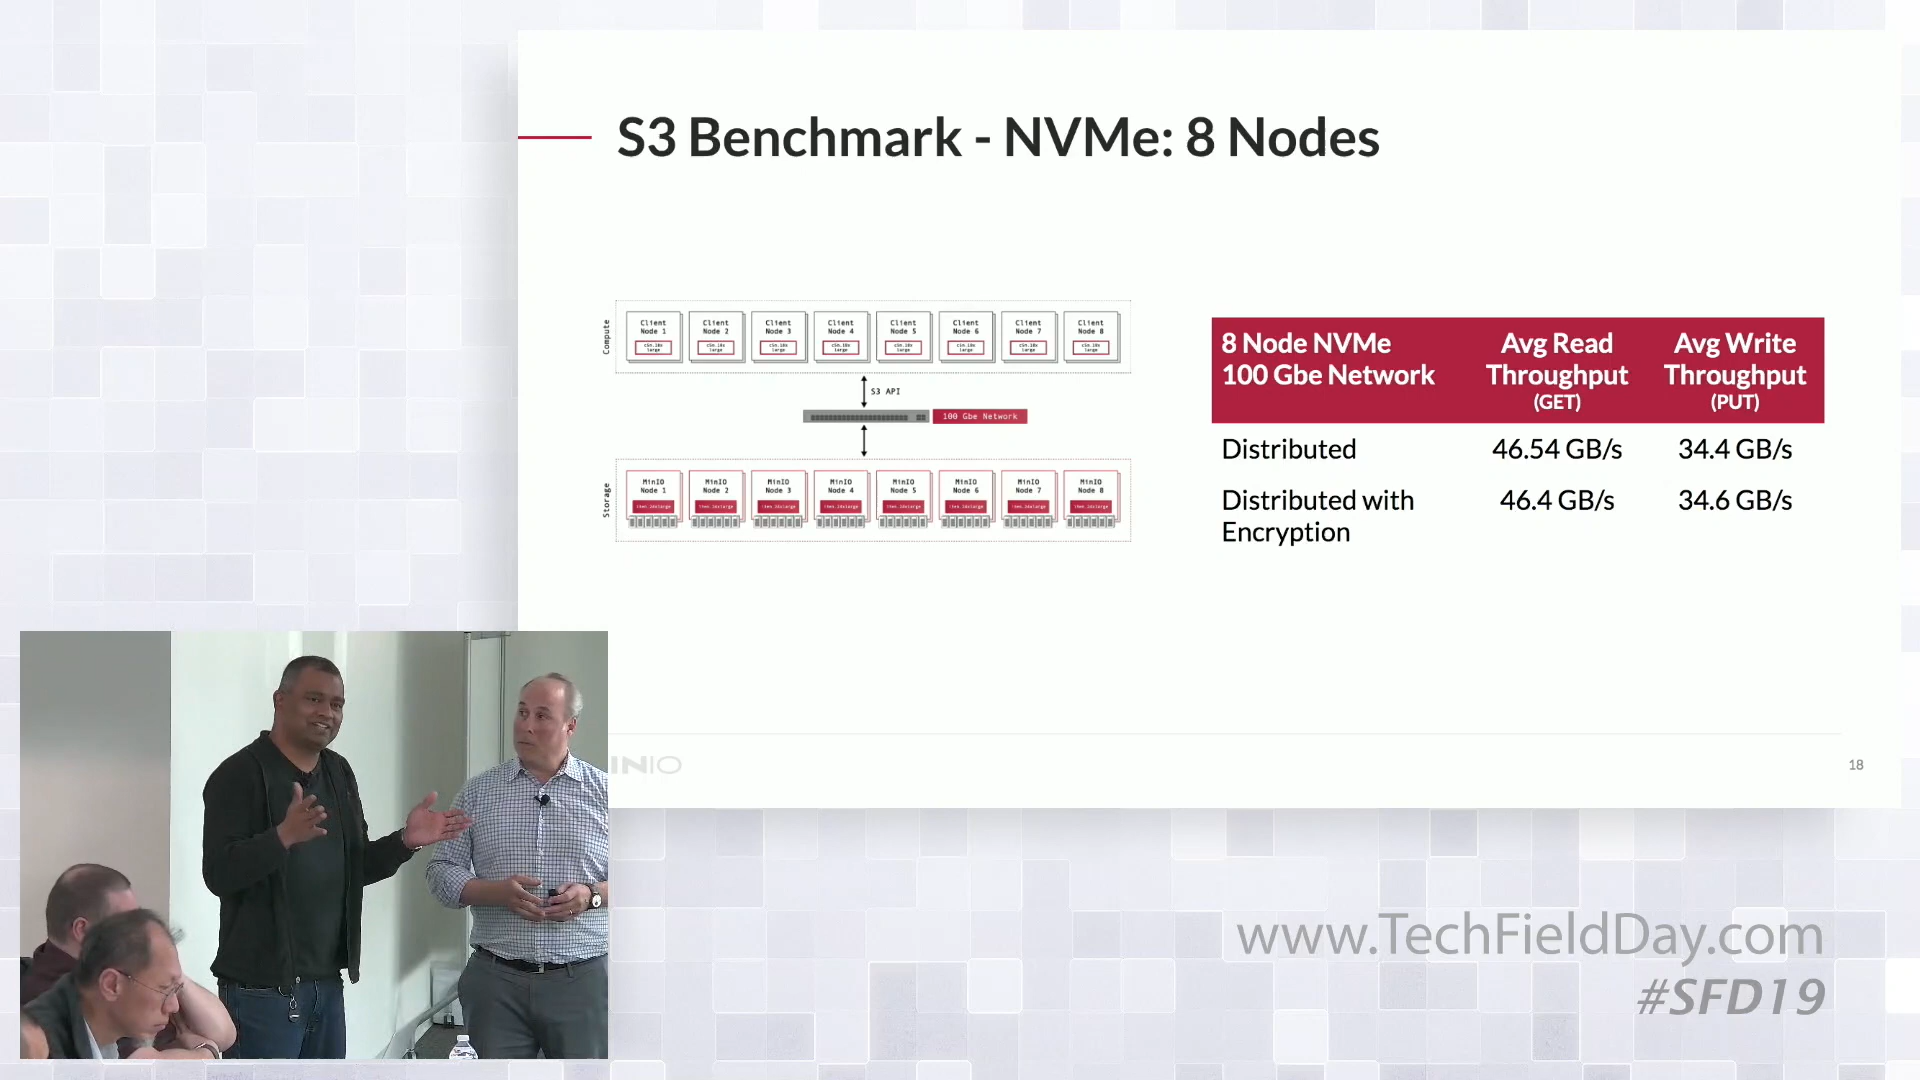 S3 Benchmark - NVMe: 8 Nodes
Compute
Client Node 1
Client Node 2
Client Node 3
Client Node 4
Client Node 5
Client Node 6
Client Node 7
Client Node 8
S3 API
100 Gbe Network
Storage
MinIO Node 1
MinIO Node 2
MinIO Node 3
MinIO Node 4
MinIO Node 5
MinIO Node 6
MinIO Node 7
MinIO Node 8
8 Node NVMe 100 Gbe Network
Avg Read Throughput (GET)
Avg Write Throughput (PUT)
Distributed 46.54 GB/s 34.4 GB/s
Distributed with Encryption 46.4 GB/s 34.6 GB/s
INIO
18
www.TechFieldDay.com
#SFD19